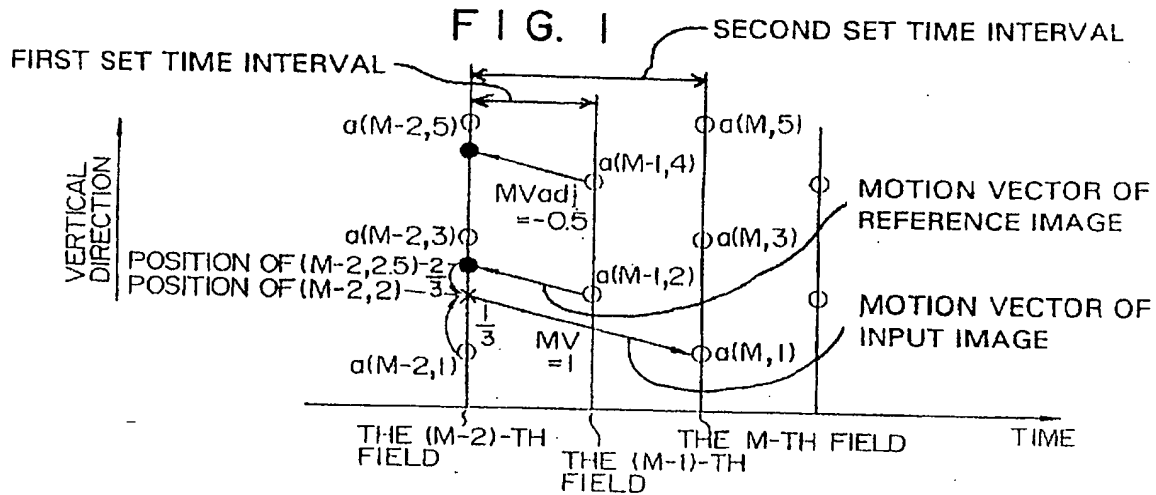 FIG. 1
SECOND SET TIME INTERVAL
FIRST SET TIME INTERVAL
a(M-2,5)
a(M,5)
a(M-1,4)
MVadj
=-0.5
MOTION VECTOR OF
REFERENCE IMAGE
VERTICAL
DIRECTION
a(M-2,3)
a(M,3)
POSITION OF (M-2,2.5)
2/3
a(M-1,2)
POSITION OF (M-2,2)
1/3
MOTION VECTOR OF
INPUT IMAGE
MV
=1
a(M-2,1)
a(M,1)
THE (M-2)-TH
FIELD
THE (M-1)-TH
FIELD
THE M-TH FIELD
TIME